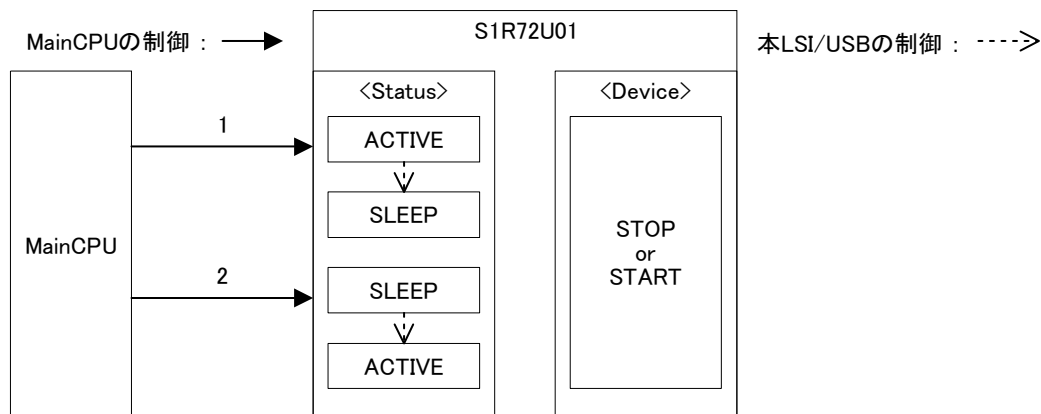 MainCPUの制御 :
S1R72U01
本LSI/USBの制御 :
<Status>
<Device>
MainCPU
1
ACTIVE
SLEEP
2
SLEEP
ACTIVE
STOP
or
START